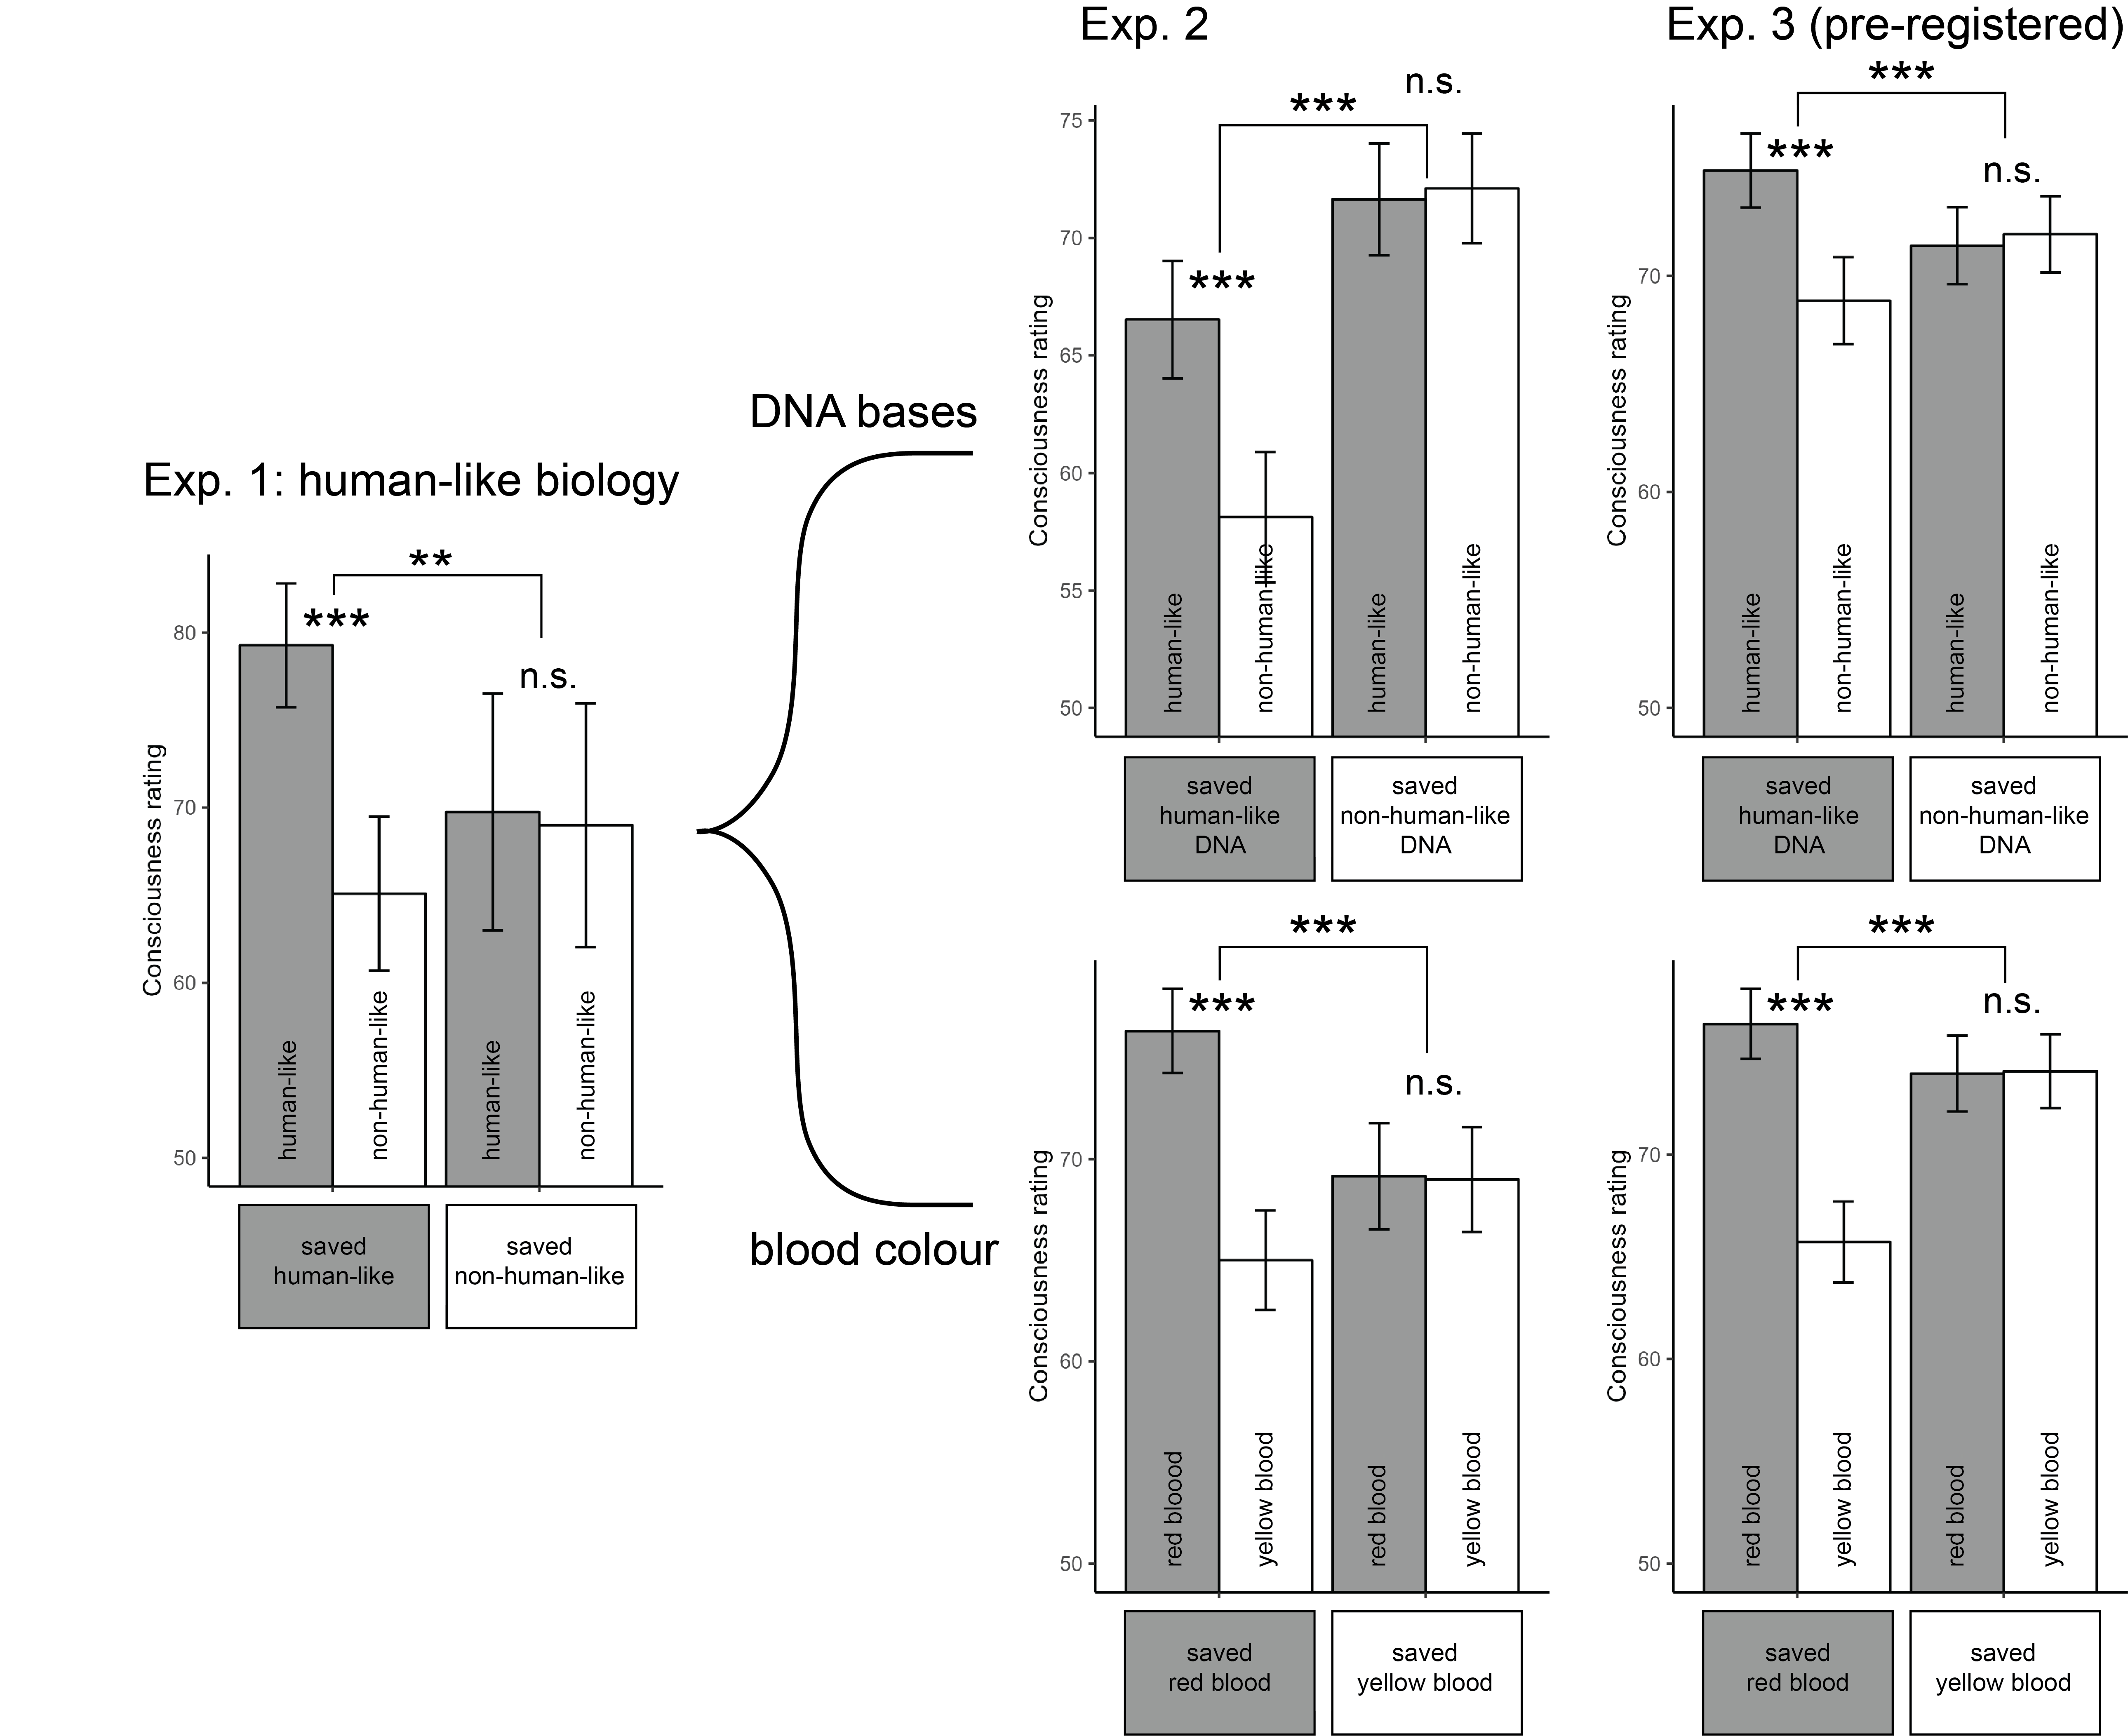 Exp. 1: human-like biology
**
***
n.s.
Consciousness rating
80
70
60
50
human-like
non-human-like
human-like
non-human-like
saved
human-like
saved
non-human-like
DNA bases
blood colour
Exp. 2
***
n.s.
***
Consciousness rating
75
70
65
60
55
50
human-like
non-human-like
human-like
non-human-like
saved
human-like
DNA
saved
non-human-like
DNA
Exp. 3 (pre-registered)
***
***
n.s.
Consciousness rating
70
60
50
human-like
non-human-like
human-like
non-human-like
saved
human-like
DNA
saved
non-human-like
DNA
***
***
n.s.
Consciousness rating
70
60
50
red bloood
yellow blood
red blood
yellow blood
saved
red blood
saved
yellow blood
***
***
n.s.
Consciousness rating
70
60
50
red blood
yellow blood
red blood
yellow blood
saved
red blood
saved
yellow blood